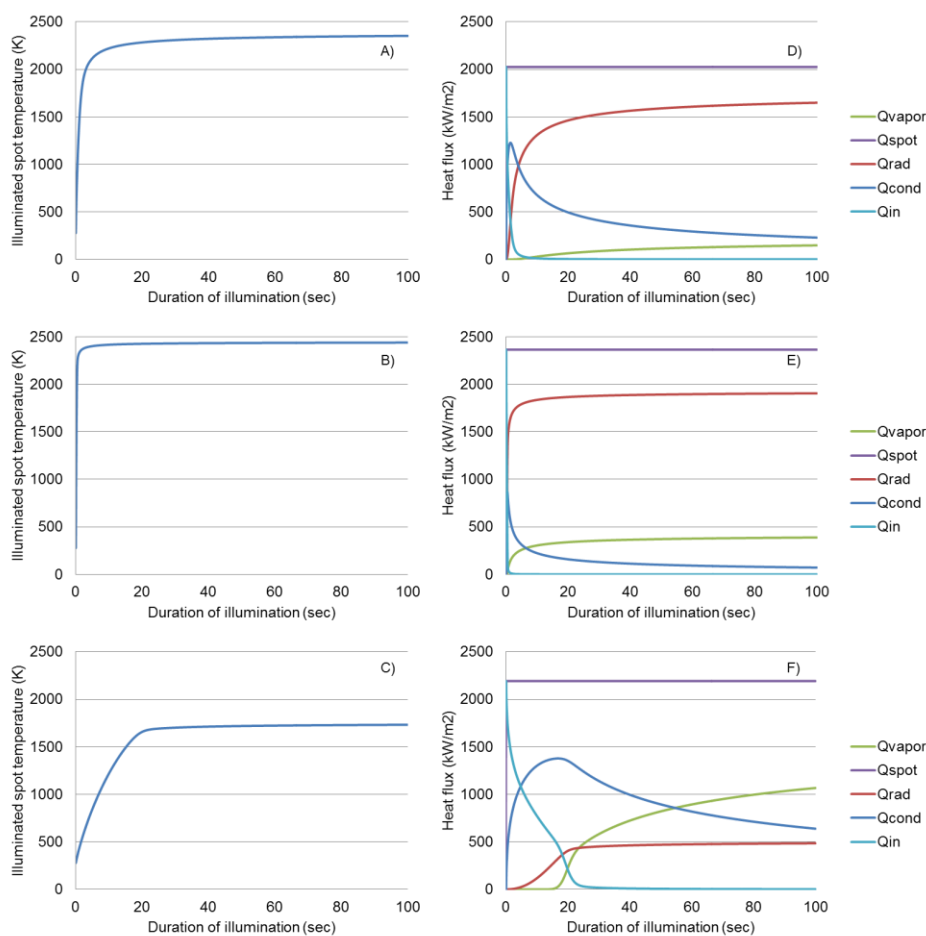 2500
2000
1500
1000
500
0
0 20 40 60 80 100
Illuminated spot temperature (K)
Duration of illumination (sec)
A)
2500
2000
1500
1000
500
0
0 20 40 60 80 100
Heat flux (kW/m2)
Duration of illumination (sec)
D)
Qvapor
Qspot
Qrad
Qcond
Qin
2500
2000
1500
1000
500
0
0 20 40 60 80 100
Illuminated spot temperature (K)
Duration of illumination (sec)
B)
2500
2000
1500
1000
500
0
0 20 40 60 80 100
Heat flux (kW/m2)
Duration of illumination (sec)
E)
Qvapor
Qspot
Qrad
Qcond
Qin
2500
2000
1500
1000
500
0
0 20 40 60 80 100
Illuminated spot temperature (K)
Duration of illumination (sec)
C)
2500
2000
1500
1000
500
0
0 20 40 60 80 100
Heat flux (kW/m2)
Duration of illumination (sec)
F)
Qvapor
Qspot
Qrad
Qcond
Qin